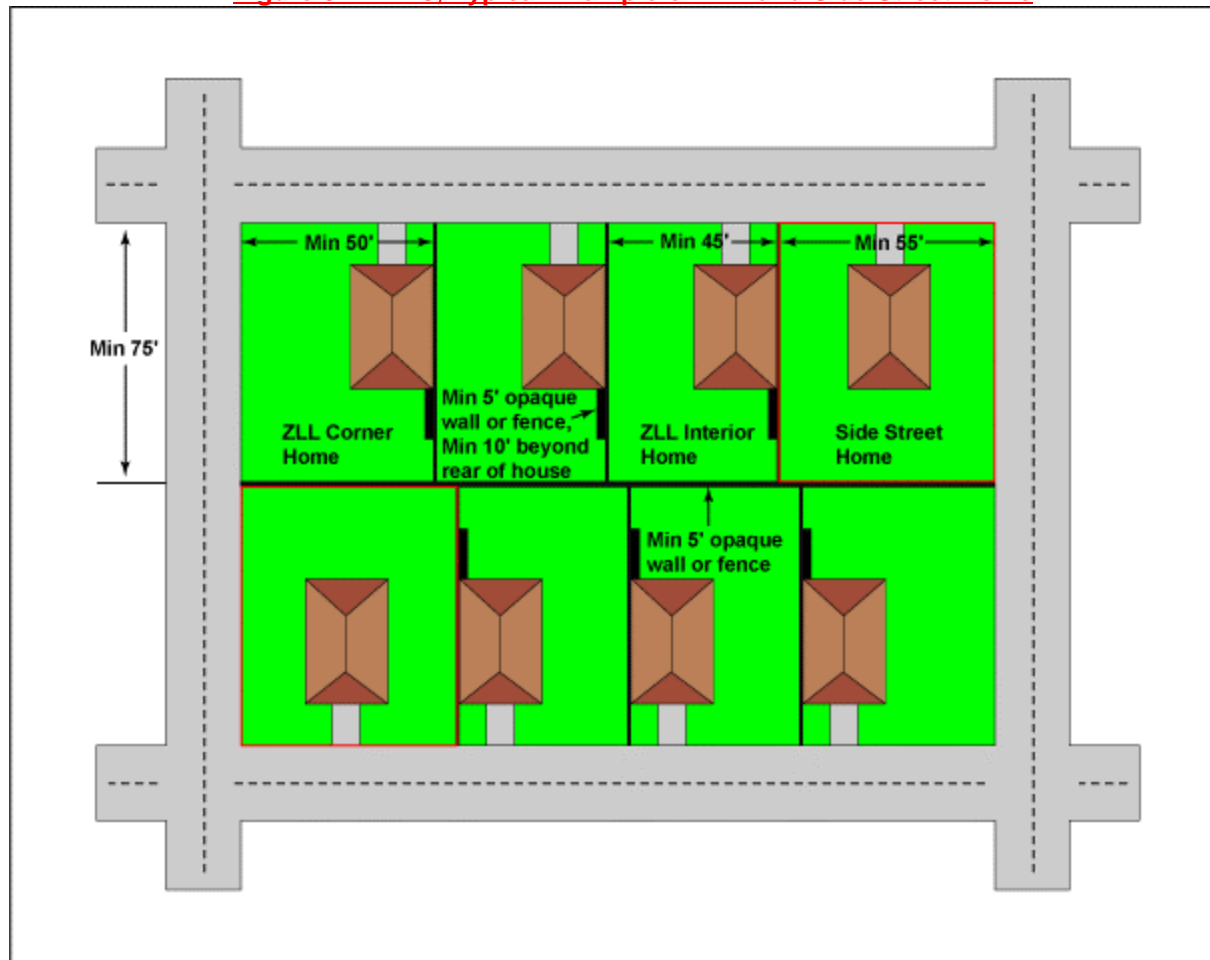 Min 50'
Min 45'
Min 55'
Min 75'
Min 5' opaque
wall or fence,
Min 10' beyond
rear of house
ZLL Corner
Home
ZLL Interior
Home
Side Street
Home
Min 5' opaque
wall or fence